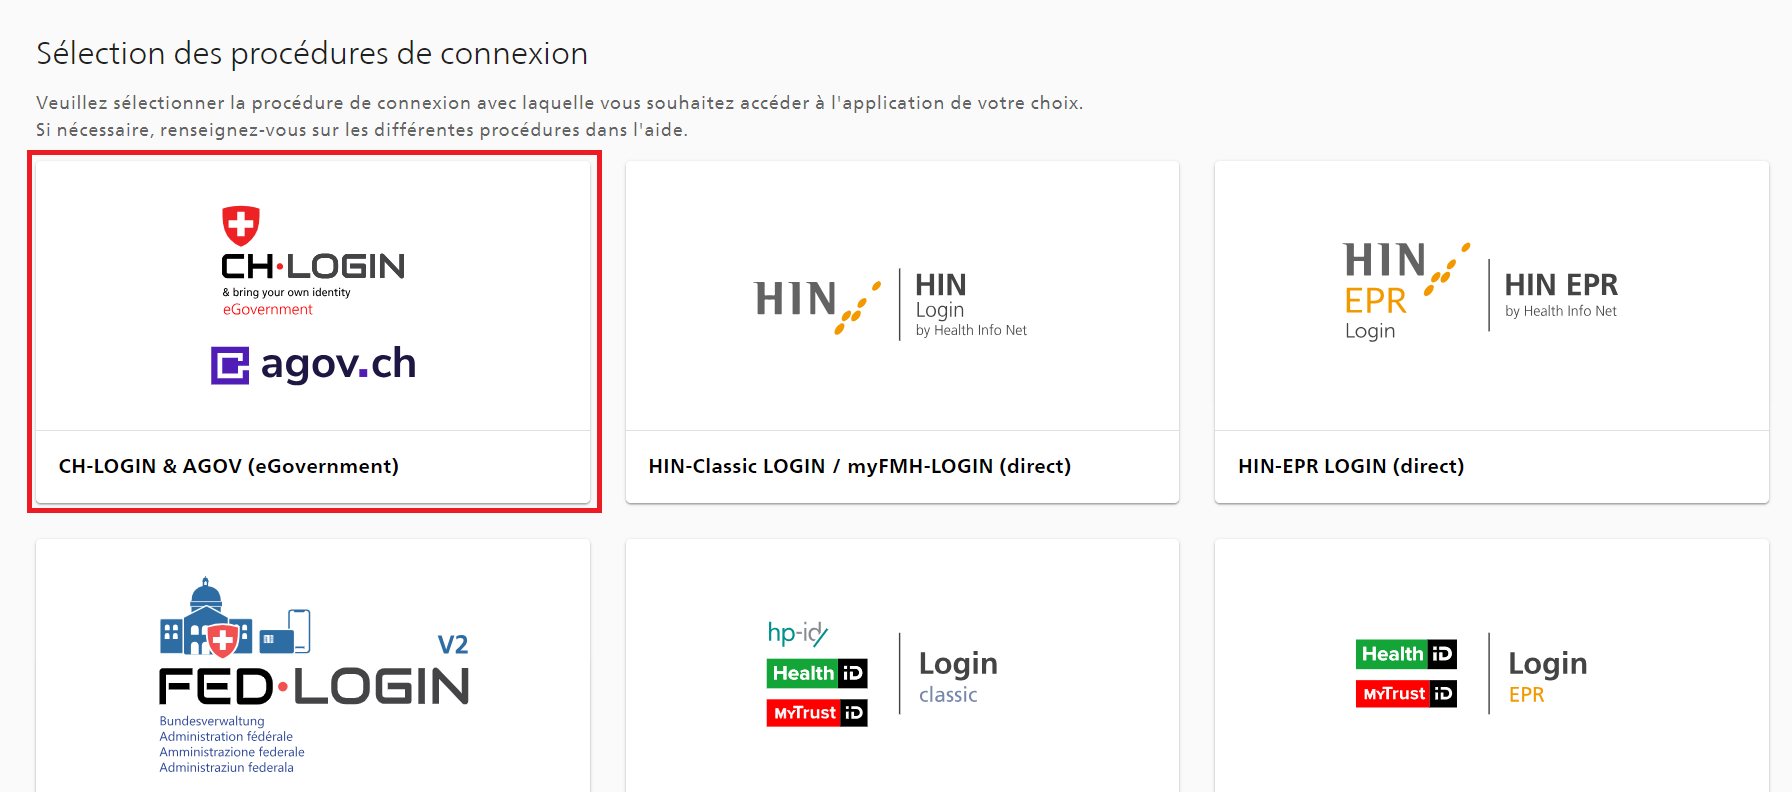 Sélection des procédures de connexion
Veuillez sélectionner la procédure de connexion avec laquelle vous souhaitez accéder à l'application de votre choix.
Si nécessaire, renseignez-vous sur les différentes procédures dans l'aide.
CH·LOGIN
& bring your own identity
eGovernment
agov.ch
CH-LOGIN & AGOV (eGovernment)
HIN
HIN
Login
by Health Info Net
HIN-Classic LOGIN / myFMH-LOGIN (direct)
HIN
EPR
Login
HIN EPR
by Health Info Net
HIN-EPR LOGIN (direct)
V2
FED·LOGIN
Bundesverwaltung
Administration fédérale
Amministrazione federale
Administraziun federala
hp-id
Health iD
MyTrust iD
Login
classic
Health iD
MyTrust iD
Login
EPR